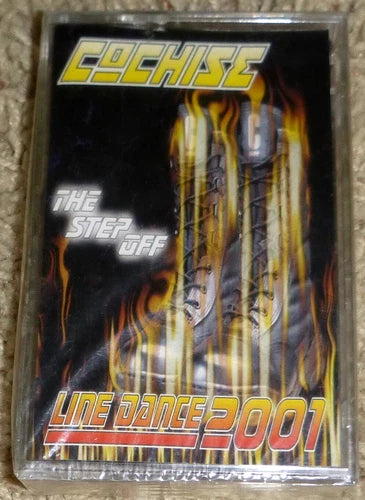 COCHISE
THE
STEP
OFF
LINE DANCE 2001